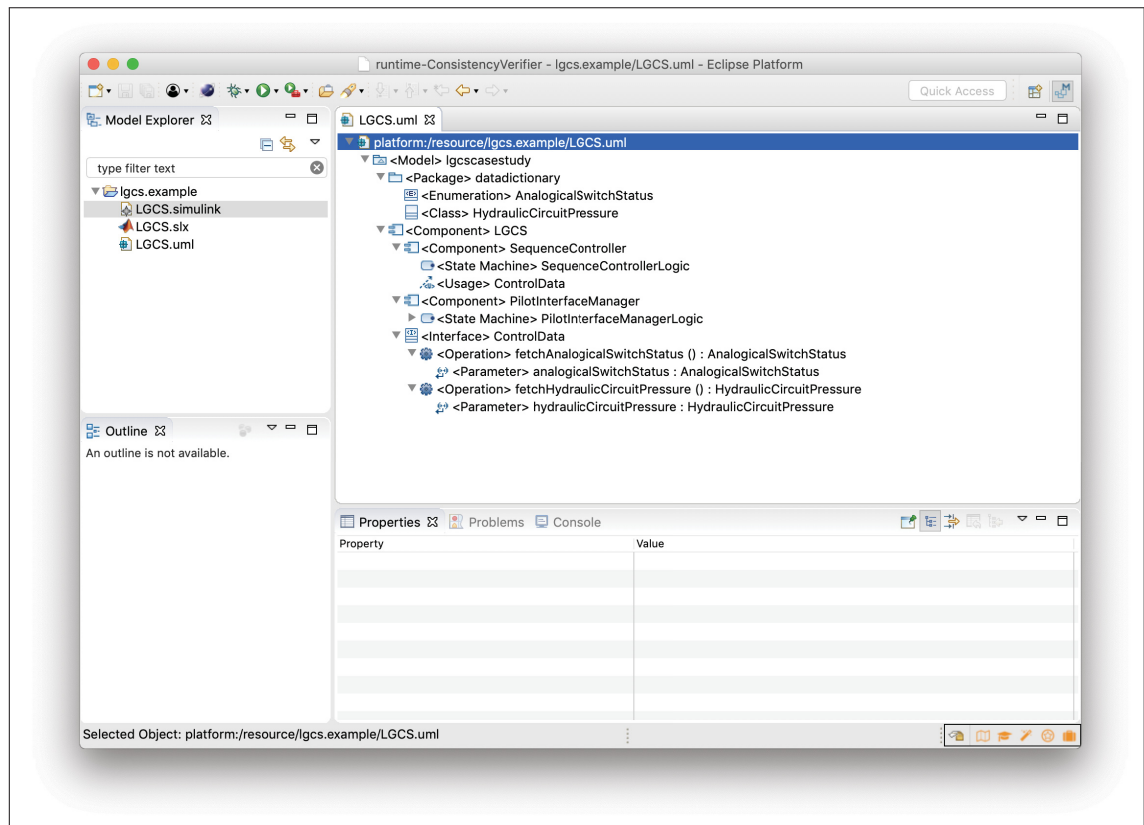 runtime-ConsistencyVerifier - lgcs.example/LGCS.uml - Eclipse Platform
Quick Access
Model Explorer
type filter text
lgcs.example
LGCS.simulink
LGCS.slx
LGCS.uml
Outline
An outline is not available.
LGCS.uml
platform:/resource/lgcs.example/LGCS.uml
<Model> lgcscasestudy
<Package> datadictionary
<Enumeration> AnalogicalSwitchStatus
<Class> HydraulicCircuitPressure
<Component> LGCS
<Component> SequenceController
<State Machine> SequenceControllerLogic
<Usage> ControlData
<Component> PilotInterfaceManager
<State Machine> PilotInterfaceManagerLogic
<Interface> ControlData
<Operation> fetchAnalogicalSwitchStatus () : AnalogicalSwitchStatus
<Parameter> analogicalSwitchStatus : AnalogicalSwitchStatus
<Operation> fetchHydraulicCircuitPressure () : HydraulicCircuitPressure
<Parameter> hydraulicCircuitPressure : HydraulicCircuitPressure
Properties Problems Console
Property Value
Selected Object: platform:/resource/lgcs.example/LGCS.uml